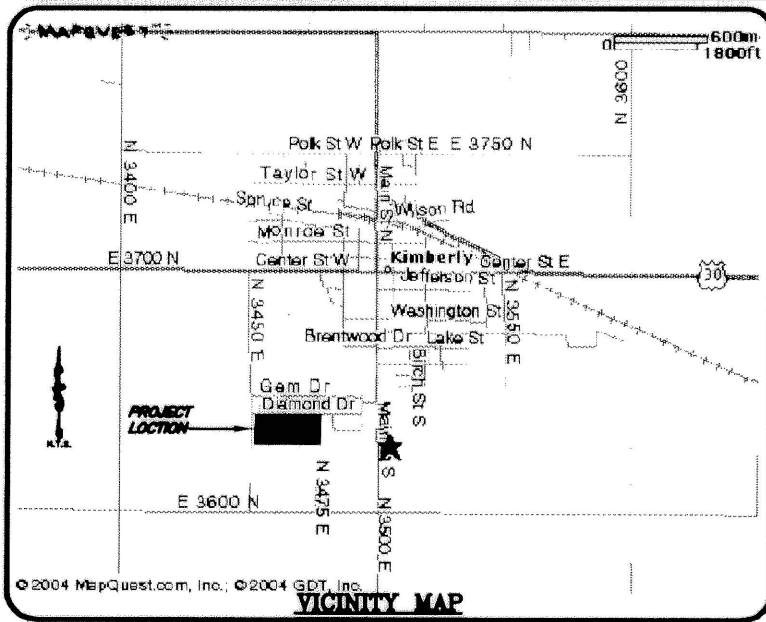 MAPQUEST
600m
0
1800ft
N 3400 E
N 3600
Polk St W Polk St E E 3750 N
Taylor St W
Main St N
Spruce St
Wilson Rd
Monroe St
E 3700 N
Kimberly
Center St W
Center St E
Jefferson St
30
N 3450 E
Washington St
N 3550 E
Brentwood Dr
Lake St
Birch St S
Gem Dr
Diamond Dr
PROJECT
LOCTION
N.T.S.
Main S
N 3475 E
E 3600 N
N 3500 E
©2004 MapQuest.com, Inc.; ©2004 GDT, Inc.
VICINITY MAP